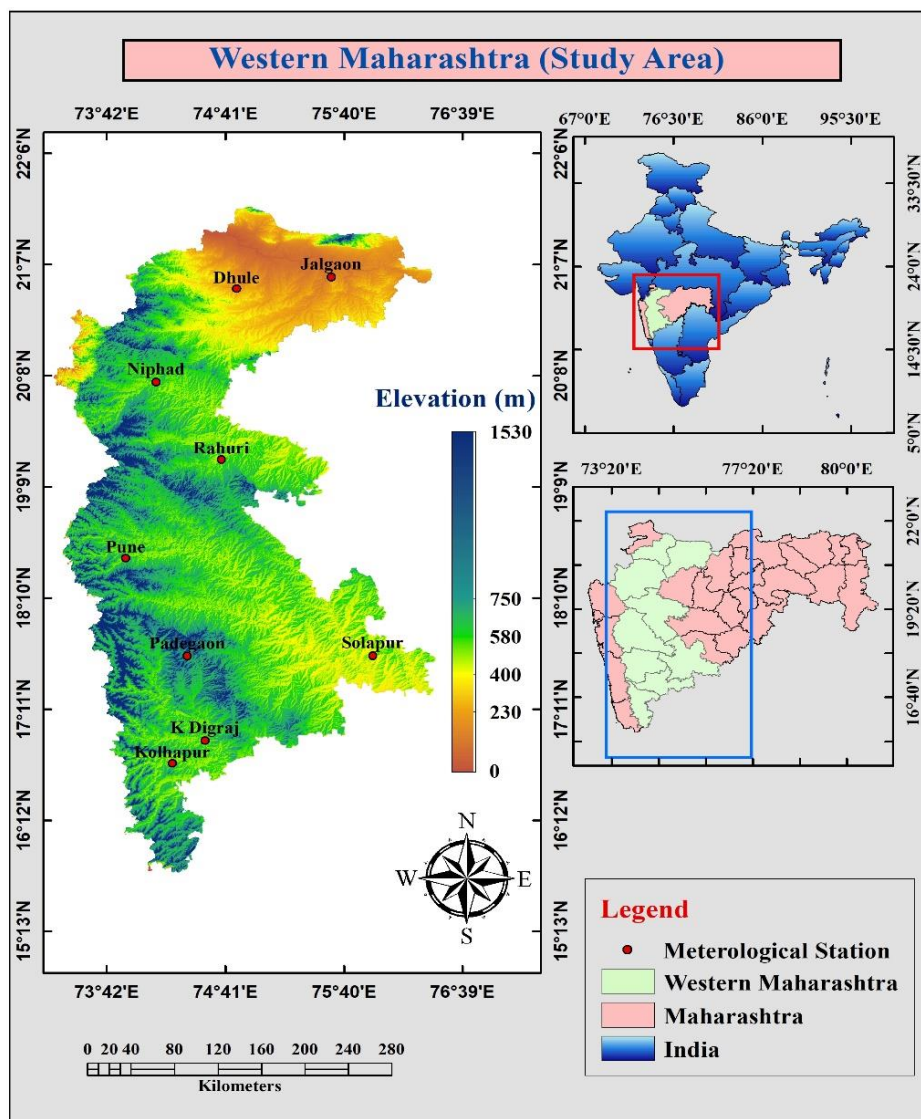 Western Maharashtra (Study Area)
73°42'E 74°41'E 75°40'E 76°39'E
22°6'N
21°7'N
20°8'N
19°9'N
18°10'N
17°11'N
16°12'N
15°13'N
Dhule
Jalgaon
Niphad
Rahuri
Pune
Padegaon
Solapur
K Digraj
Kolhapur
Elevation (m)
1530
750
580
400
230
0
N
W E
S
73°42'E 74°41'E 75°40'E 76°39'E
0 20 40 80 120 160 200 240 280
Kilometers
67°0'E 76°30'E 86°0'E 95°30'E
22°6'N
21°7'N
20°8'N
33°30'N
24°0'N
14°30'N
5°0'N
73°20'E 77°20'E 80°0'E
19°9'N
18°10'N
17°11'N
22°0'N
19°20'N
16°40'N
Legend
Meterological Station
Western Maharashtra
Maharashtra
India